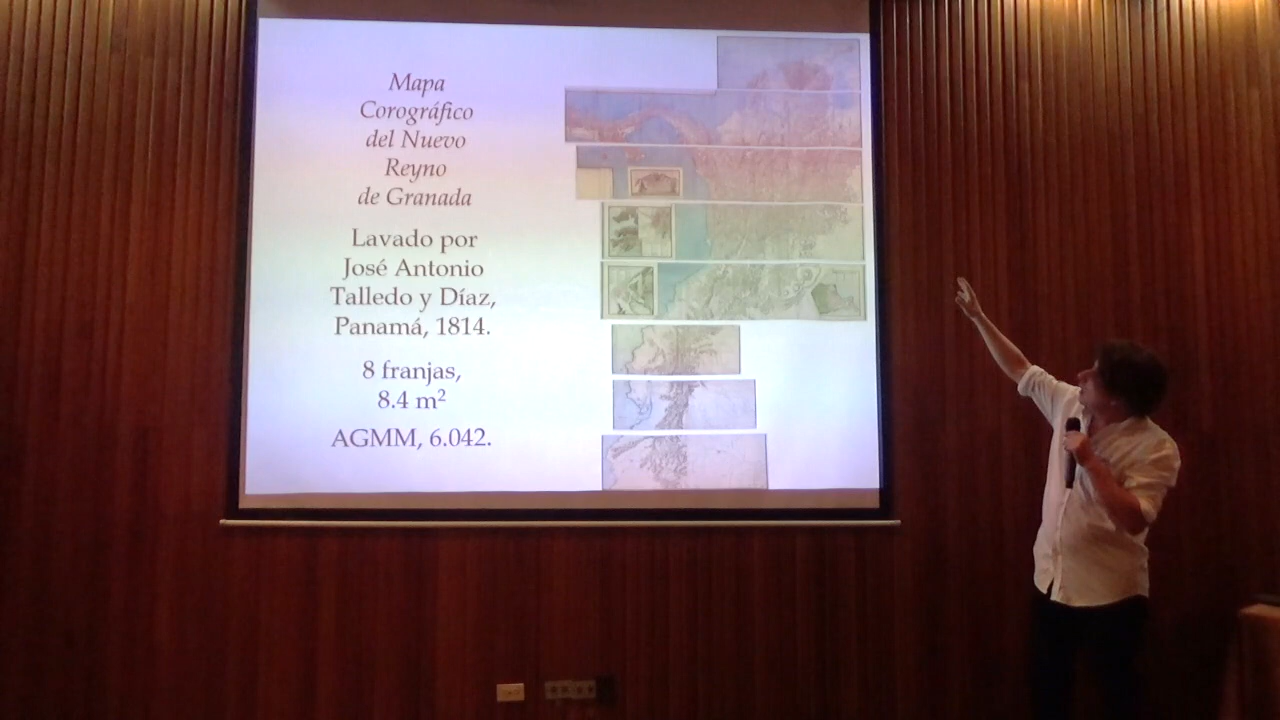 Mapa
Corográfico
del Nuevo
Reyno
de Granada
Lavado por
José Antonio
Talledo y Díaz,
Panamá, 1814.
8 franjas,
8.4 m²
AGMM, 6.042.